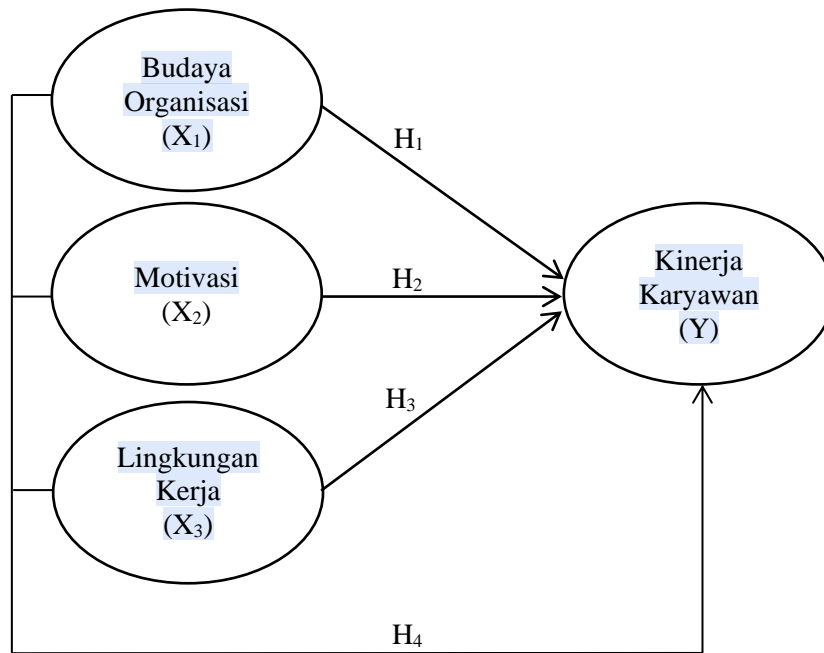 Budaya
Organisasi
(X₁)
H₁
Motivasi
(X₂)
H₂
Kinerja
Karyawan
(Y)
H₃
Lingkungan
Kerja
(X₃)
H₄